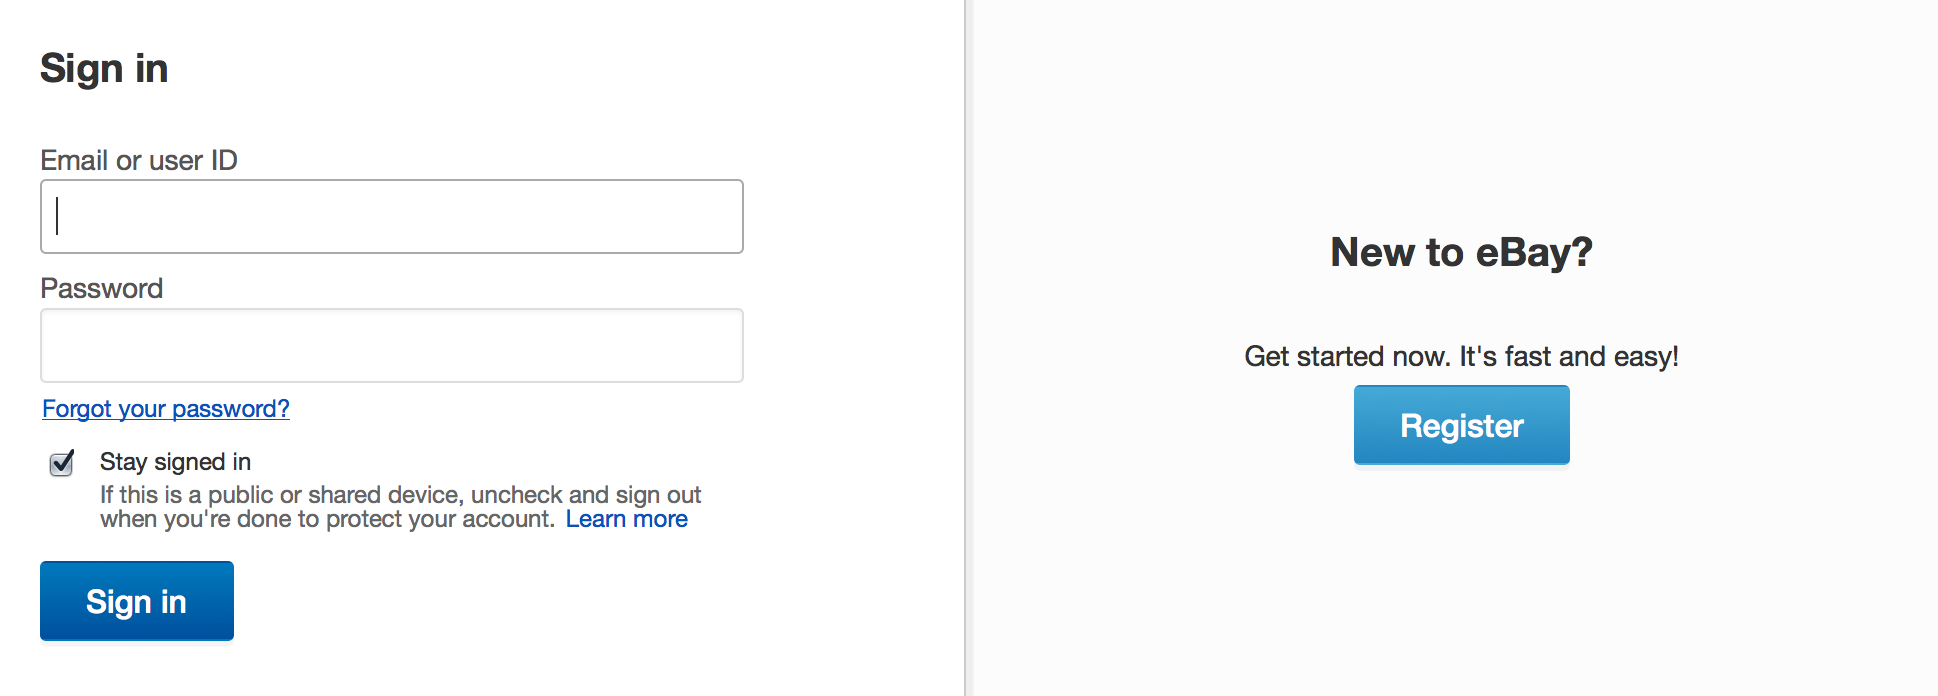 Sign in
Email or user ID
Password
Forgot your password?
Stay signed in
If this is a public or shared device, uncheck and sign out
when you're done to protect your account. Learn more
Sign in
New to eBay?
Get started now. It's fast and easy!
Register